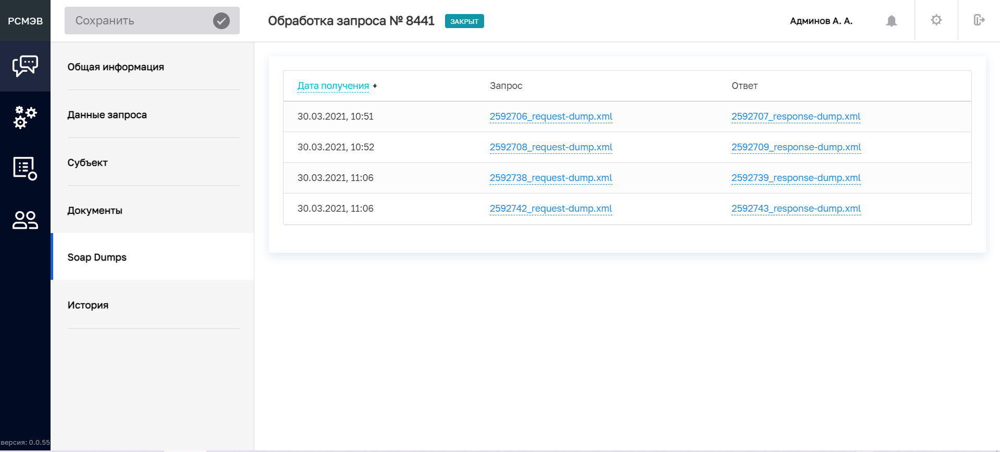 РСМЭВ
Сохранить
Обработка запроса № 8441 ЗАКРЫТ
Админов А. А.
Общая информация
Данные запроса
Субъект
Документы
Soap Dumps
История
Дата получения Запрос Ответ
30.03.2021, 10:51 2592706_request-dump.xml 2592707_response-dump.xml
30.03.2021, 10:52 2592708_request-dump.xml 2592709_response-dump.xml
30.03.2021, 11:06 2592738_request-dump.xml 2592739_response-dump.xml
30.03.2021, 11:06 2592742_request-dump.xml 2592743_response-dump.xml
версия: 0.0.55